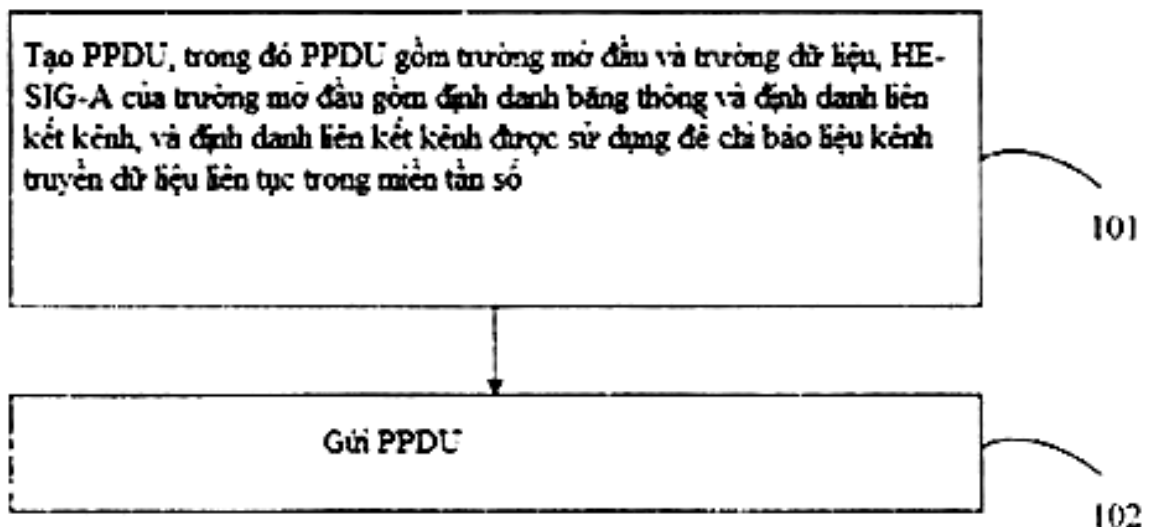 Tạo PPDU, trong đó PPDU gồm trường mở đầu và trường dữ liệu, HE-
SIG-A của trường mở đầu gồm định danh băng thông và định danh liên
kết kênh, và định danh liên kết kênh được sử dụng để chỉ báo liệu kênh
truyền dữ liệu liên tục trong miền tần số
101
Gửi PPDU
102